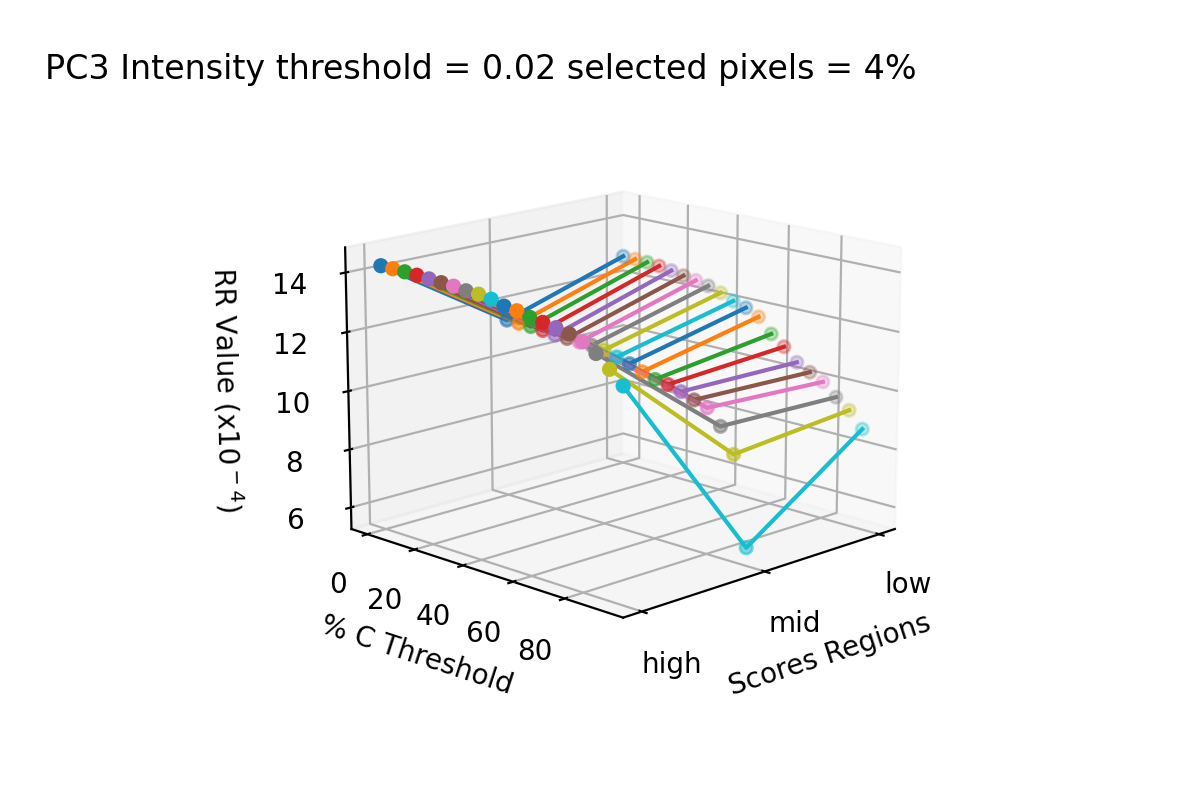 PC3 Intensity threshold = 0.02 selected pixels = 4%
RR Value (x10⁻⁴)
14
12
10
8
6
0
20
40
60
80
% C Threshold
high
mid
low
Scores Regions